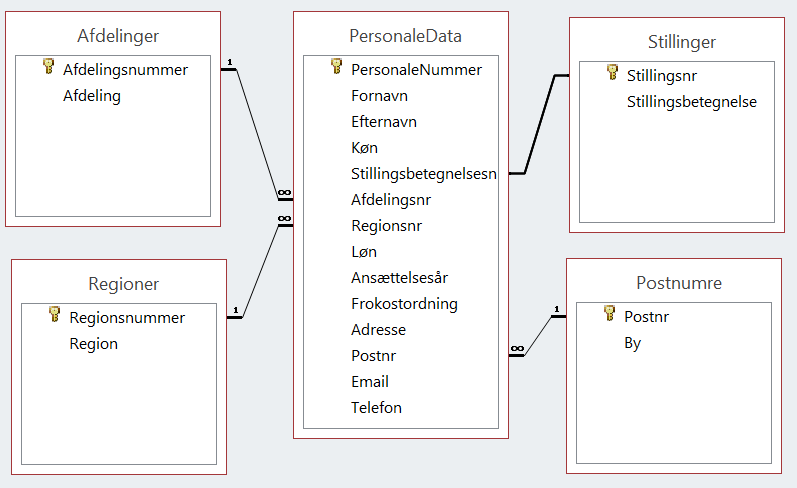 Afdelinger
Afdelingsnummer
Afdeling
1
∞
PersonaleData
PersonaleNummer
Fornavn
Efternavn
Køn
Stillingsbetegnelsesn
Afdelingsnr
Regionsnr
Løn
Ansættelsesår
Frokostordning
Adresse
Postnr
Email
Telefon
Stillinger
Stillingsnr
Stillingsbetegnelse
Regioner
Regionsnummer
Region
1
∞
Postnumre
Postnr
By
1
∞